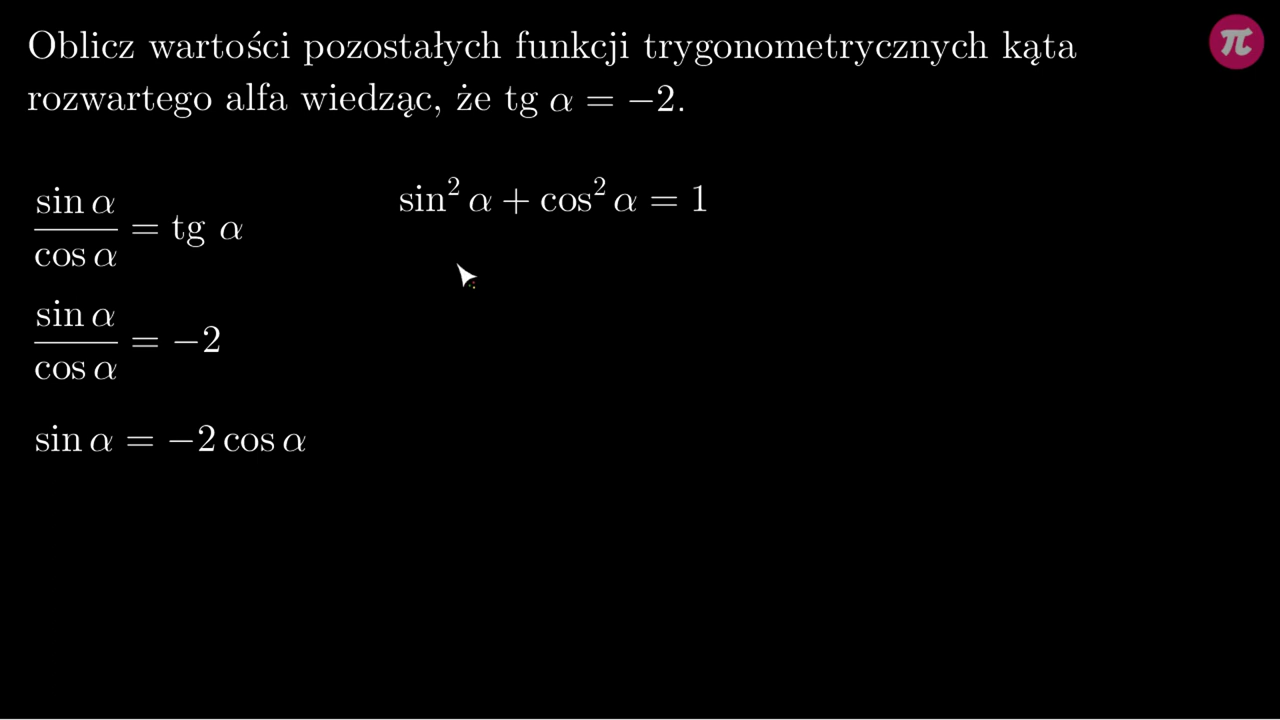 Oblicz wartości pozostałych funkcji trygonometrycznych kąta
rozwartego alfa wiedząc, że tg α = −2.
sin α / cos α = tg α
sin² α + cos² α = 1
sin α / cos α = −2
sin α = −2 cos α
π